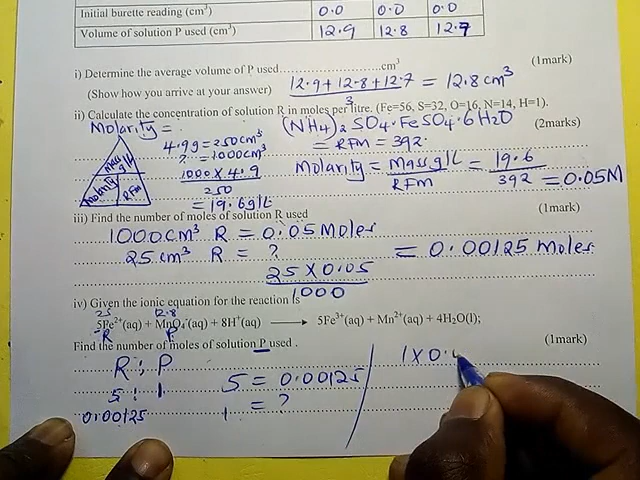 Initial burette reading (cm³) 0.0 0.0 0.0
Volume of solution P used (cm³) 12.9 12.8 12.7
i) Determine the average volume of P used..............................cm³ (1mark)
(Show how you arrive at your answer) 12.9 + 12.8 + 12.7 / 3 = 12.8 cm³
ii) Calculate the concentration of solution R in moles per litre. (Fe=56, S=32, O=16, N=14, H=1).
Molarity = (NH4)2SO4.FeSO4.6H2O (2marks)
4.9g = 250cm³ = RFM = 392
? = 1000cm³
mass g/L 1000 X 4.9 / 250 Molarity = Mass g/L / RFM = 19.6 / 392 = 0.05M
molarity RFM = 19.6g/L
iii) Find the number of moles of solution R used (1mark)
1000cm³ R = 0.05 Moles
25 cm³ R = ? = 0.00125 moles
25 X 0.05 / 1000
iv) Given the ionic equation for the reaction is
25 12.8
5Fe²⁺(aq) + MnO₄⁻(aq) + 8H⁺(aq) ⟶ 5Fe³⁺(aq) + Mn²⁺(aq) + 4H₂O(l);
R P
Find the number of moles of solution P used . (1mark)
R : P 1 X 0.
5 : 1 5 = 0.00125
0.00125 1 = ?